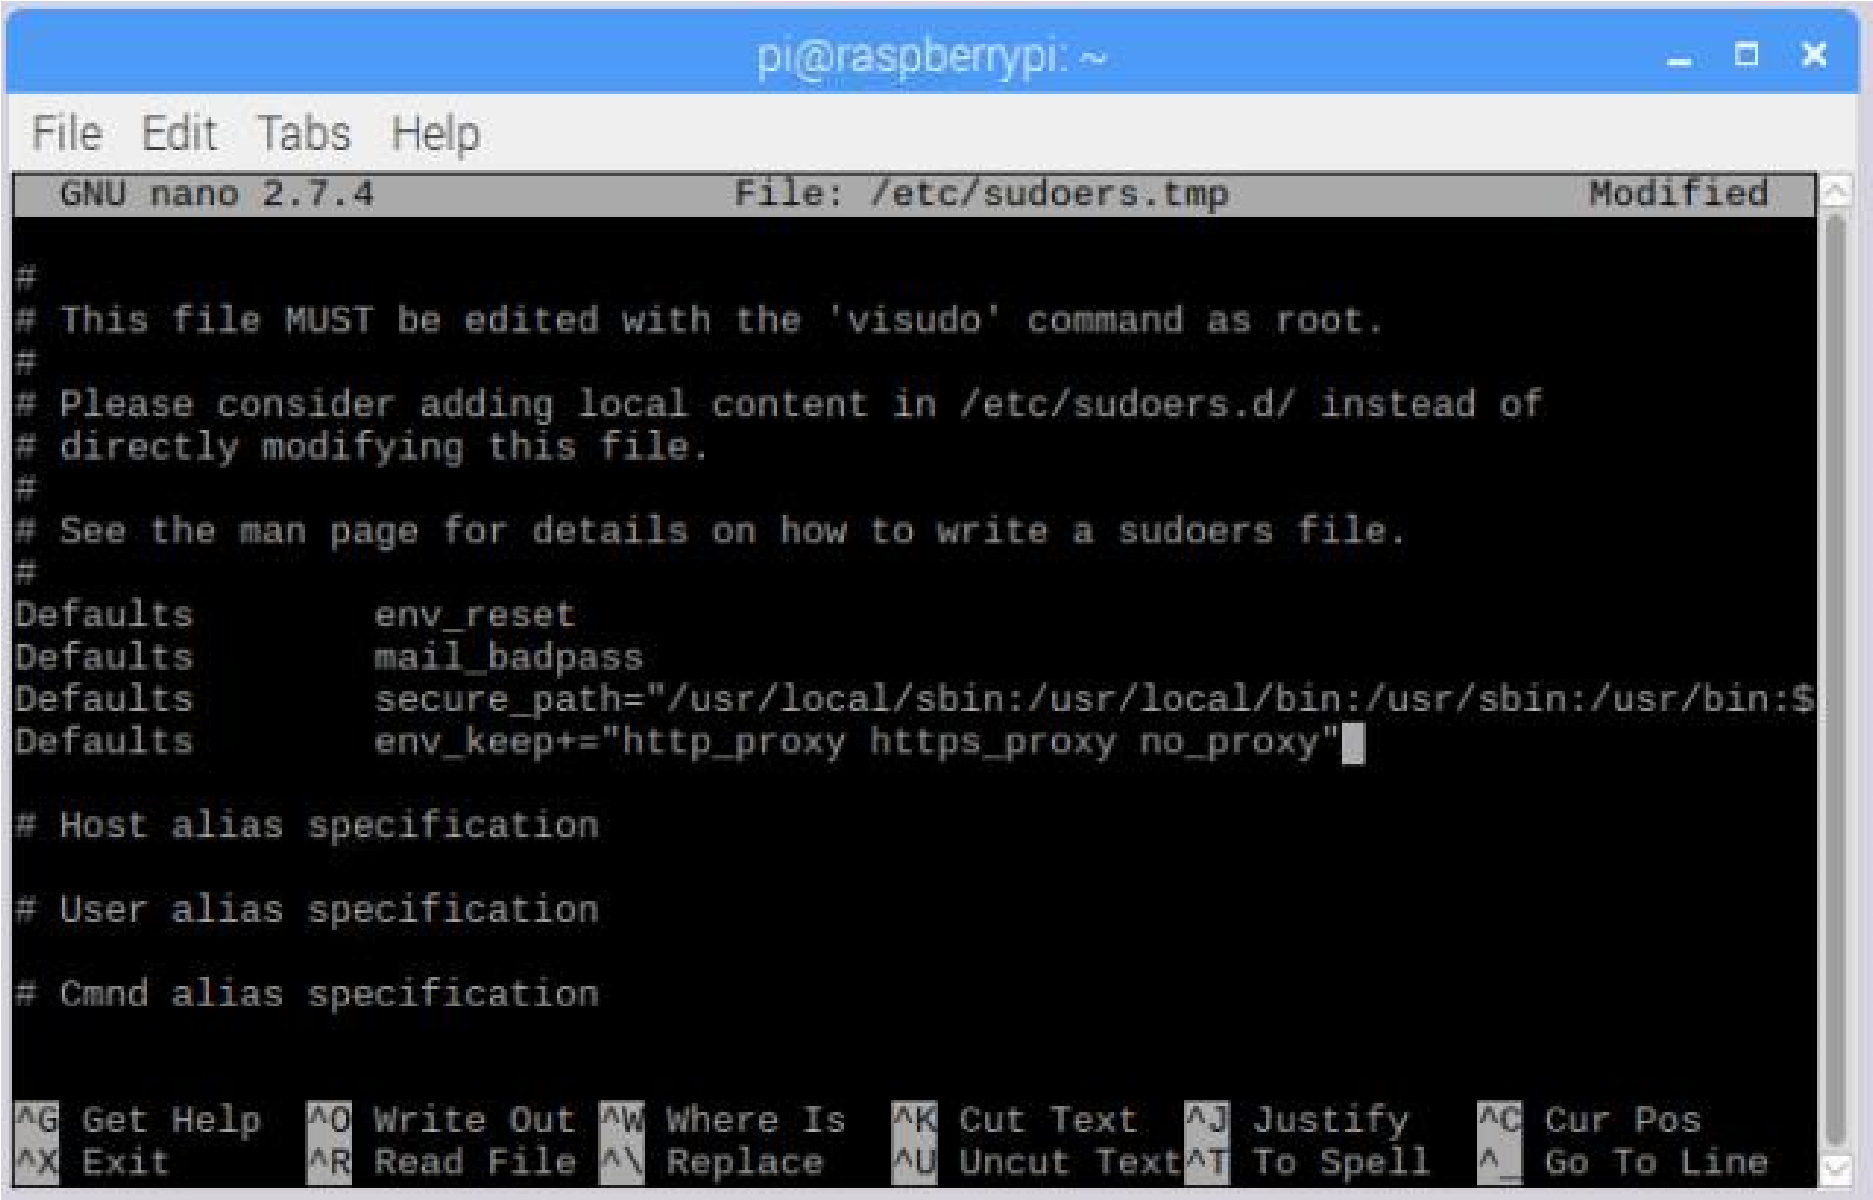 pi@raspberrypi: ~
File Edit Tabs Help
GNU nano 2.7.4 File: /etc/sudoers.tmp Modified
#
# This file MUST be edited with the 'visudo' command as root.
#
# Please consider adding local content in /etc/sudoers.d/ instead of
# directly modifying this file.
#
# See the man page for details on how to write a sudoers file.
#
Defaults env_reset
Defaults mail_badpass
Defaults secure_path="/usr/local/sbin:/usr/local/bin:/usr/sbin:/usr/bin:$
Defaults env_keep+="http_proxy https_proxy no_proxy"
# Host alias specification
# User alias specification
# Cmnd alias specification
^G Get Help ^O Write Out ^W Where Is ^K Cut Text ^J Justify ^C Cur Pos
^X Exit ^R Read File ^\ Replace ^U Uncut Text ^T To Spell ^_ Go To Line